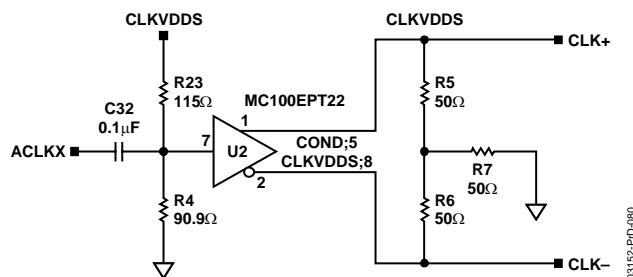 CLKVDDS
CLKVDDS
CLK+
R23
115Ω
MC100EPT22
R5
50Ω
C32
0.1µF
1
ACLKX
7
U2
COND;5
CLKVDDS;8
2
R7
50Ω
R4
90.9Ω
R6
50Ω
CLK–
03152-PrD-080